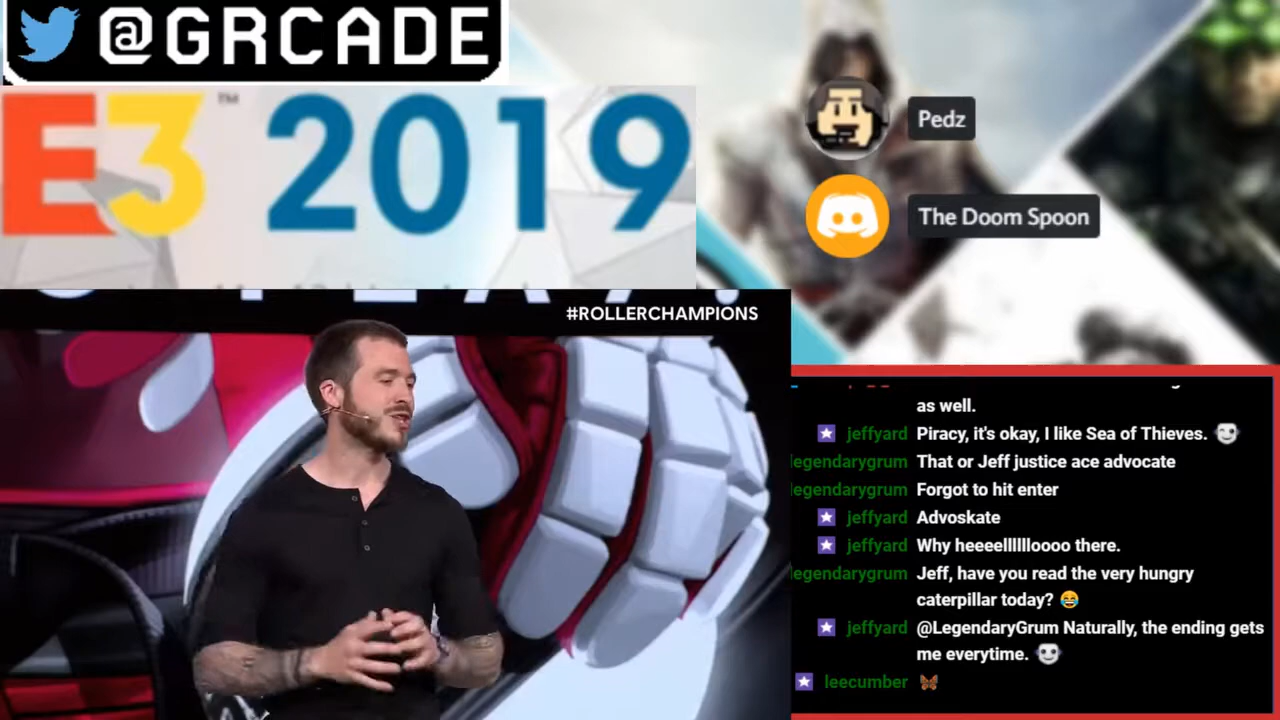 @GRCADE
E3™ 2019
Pedz
The Doom Spoon
#ROLLERCHAMPIONS
as well.
jeffyard Piracy, it's okay, I like Sea of Thieves.
legendarygrum That or Jeff justice ace advocate
legendarygrum Forgot to hit enter
jeffyard Advoskate
jeffyard Why heeeellllllloooo there.
legendarygrum Jeff, have you read the very hungry
caterpillar today? 😂
jeffyard @LegendaryGrum Naturally, the ending gets
me everytime.
leecumber 🦋